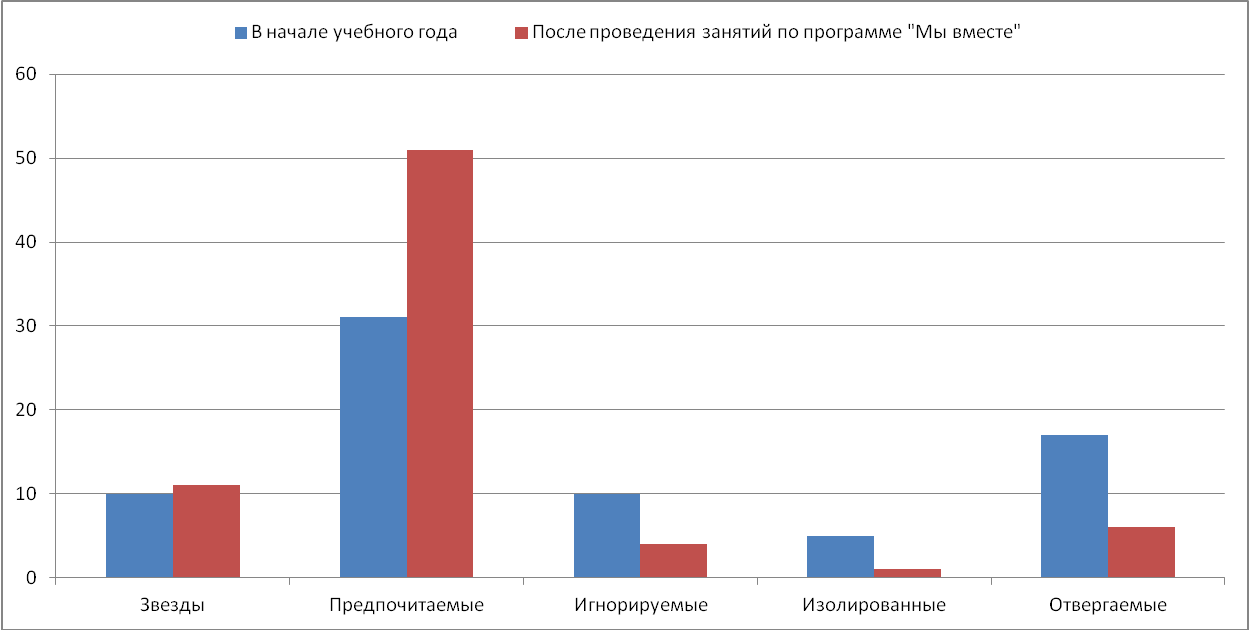 В начале учебного года
После проведения занятий по программе "Мы вместе"
60
50
40
30
20
10
0
Звезды
Предпочитаемые
Игнорируемые
Изолированные
Отвергаемые